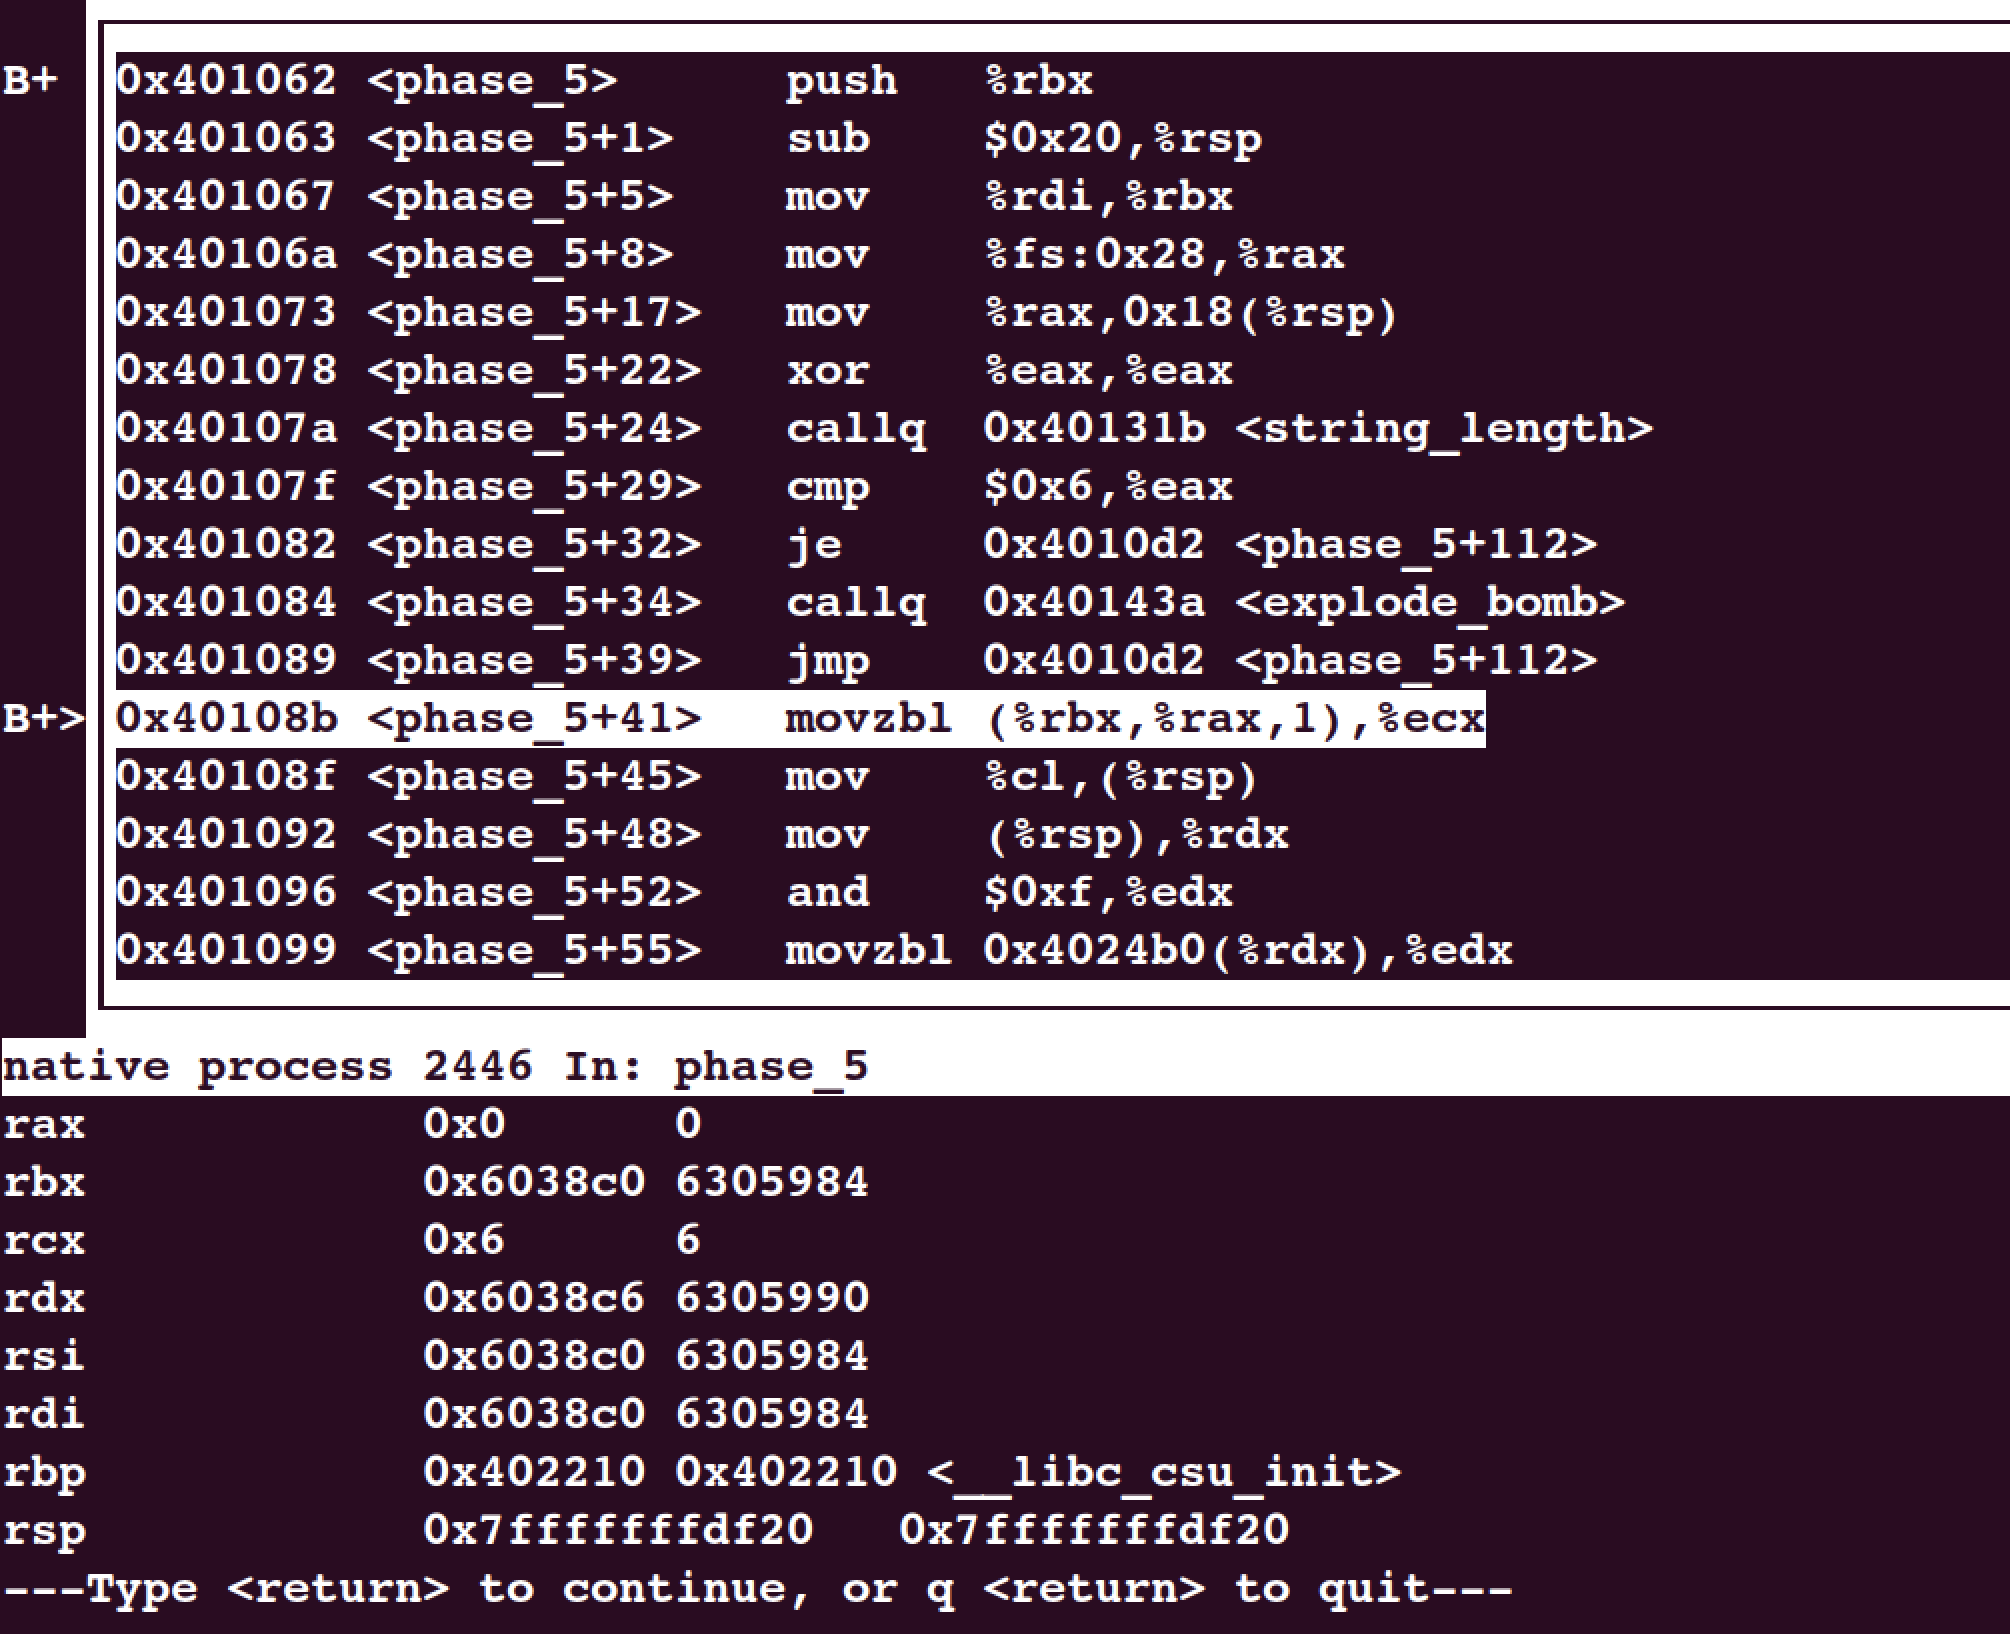 B+ 0x401062 <phase_5> push %rbx
0x401063 <phase_5+1> sub $0x20,%rsp
0x401067 <phase_5+5> mov %rdi,%rbx
0x40106a <phase_5+8> mov %fs:0x28,%rax
0x401073 <phase_5+17> mov %rax,0x18(%rsp)
0x401078 <phase_5+22> xor %eax,%eax
0x40107a <phase_5+24> callq 0x40131b <string_length>
0x40107f <phase_5+29> cmp $0x6,%eax
0x401082 <phase_5+32> je 0x4010d2 <phase_5+112>
0x401084 <phase_5+34> callq 0x40143a <explode_bomb>
0x401089 <phase_5+39> jmp 0x4010d2 <phase_5+112>
B+> 0x40108b <phase_5+41> movzbl (%rbx,%rax,1),%ecx
0x40108f <phase_5+45> mov %cl,(%rsp)
0x401092 <phase_5+48> mov (%rsp),%rdx
0x401096 <phase_5+52> and $0xf,%edx
0x401099 <phase_5+55> movzbl 0x4024b0(%rdx),%edx
native process 2446 In: phase_5
rax 0x0 0
rbx 0x6038c0 6305984
rcx 0x6 6
rdx 0x6038c6 6305990
rsi 0x6038c0 6305984
rdi 0x6038c0 6305984
rbp 0x402210 0x402210 <__libc_csu_init>
rsp 0x7fffffffdf20 0x7fffffffdf20
---Type <return> to continue, or q <return> to quit---